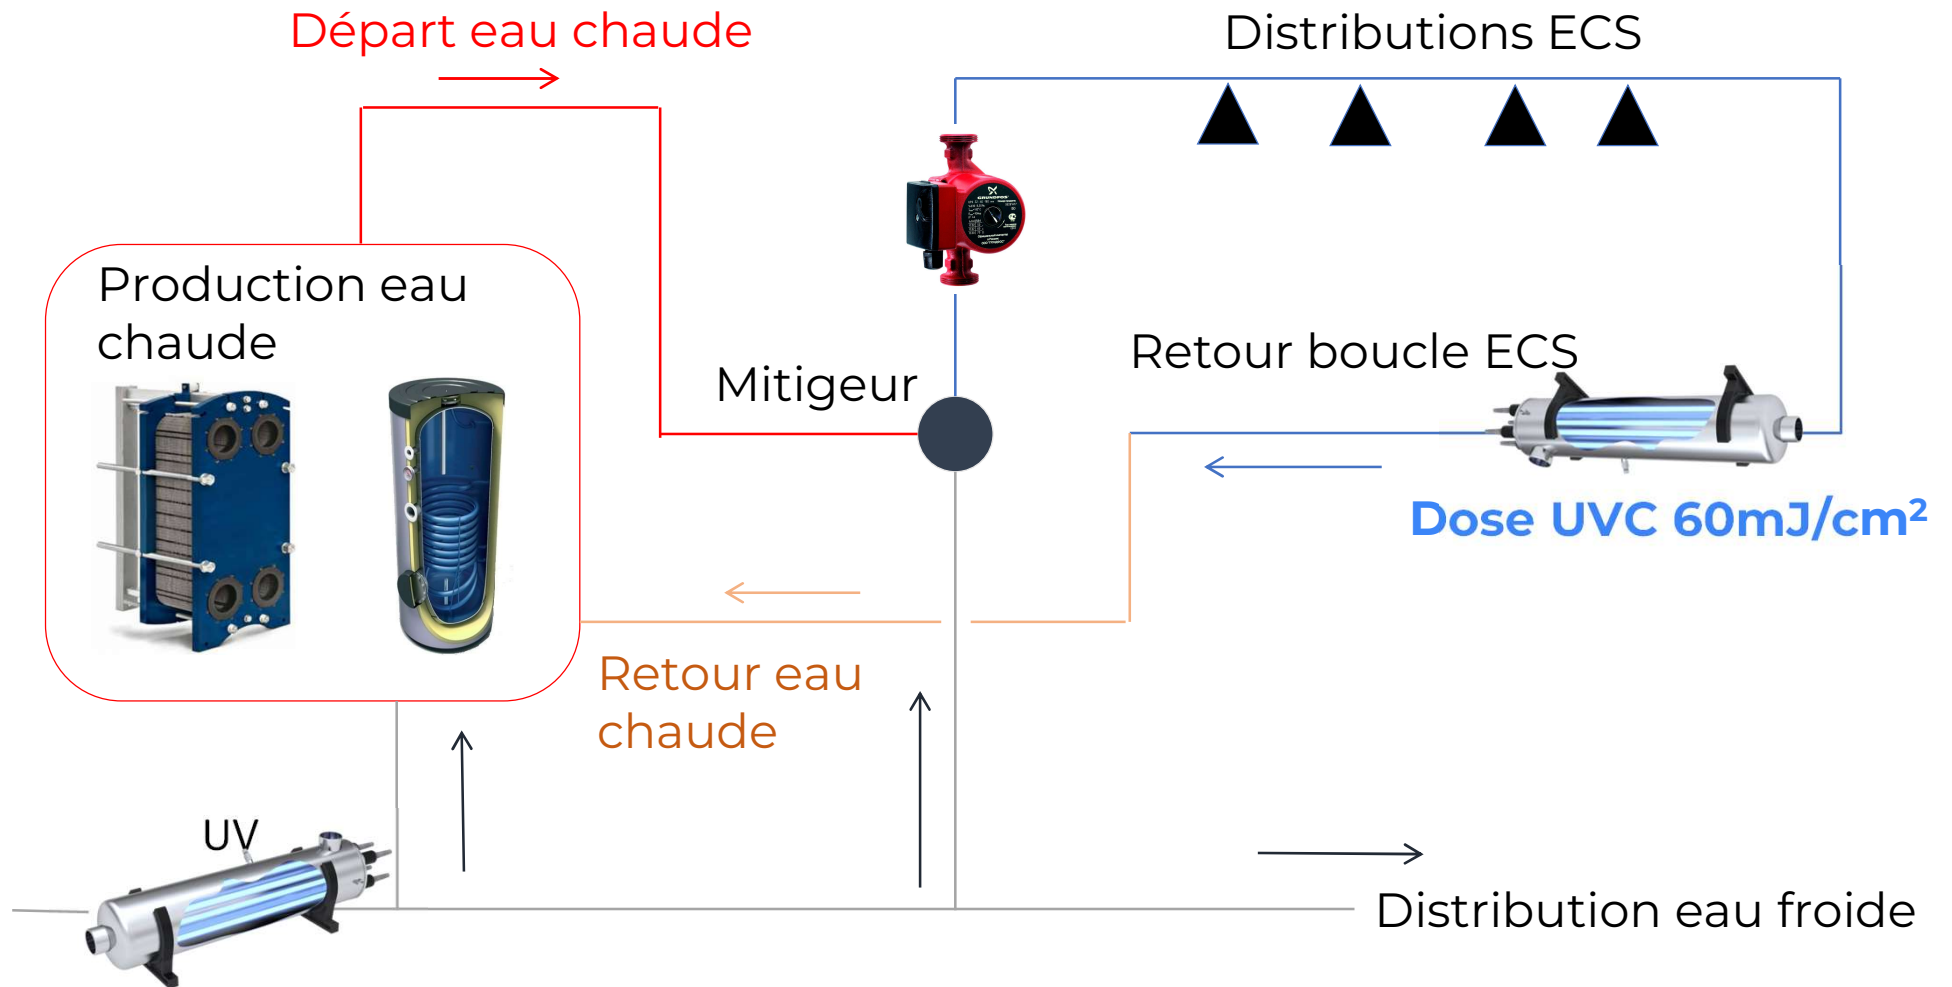 Départ eau chaude
Distributions ECS
GRUNDFOS
Production eau
chaude
Mitigeur
Retour boucle ECS
Dose UVC 60mJ/cm²
Retour eau
chaude
UV
Distribution eau froide